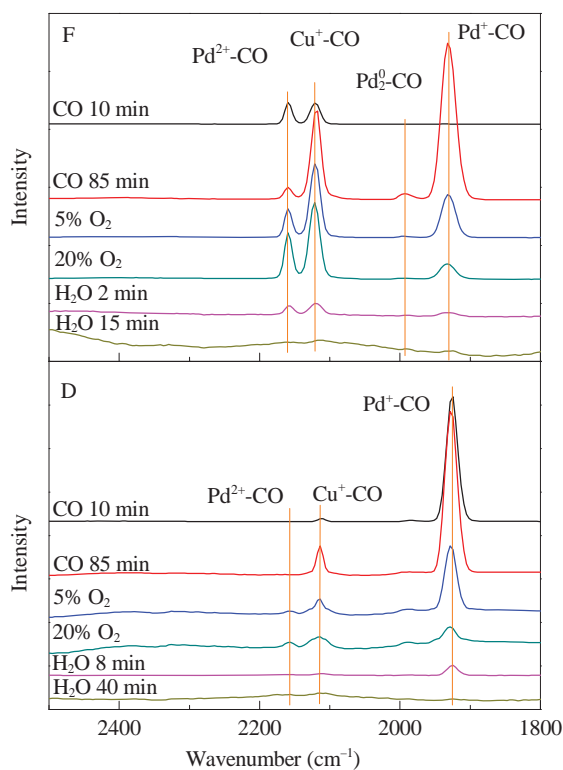 F
Pd²⁺-CO
Cu⁺-CO
Pd₂⁰-CO
Pd⁺-CO
CO 10 min
CO 85 min
5% O₂
20% O₂
H₂O 2 min
H₂O 15 min
Intensity
D
Pd⁺-CO
Pd²⁺-CO
Cu⁺-CO
CO 10 min
CO 85 min
5% O₂
20% O₂
H₂O 8 min
H₂O 40 min
Intensity
2400 2200 2000 1800
Wavenumber (cm⁻¹)